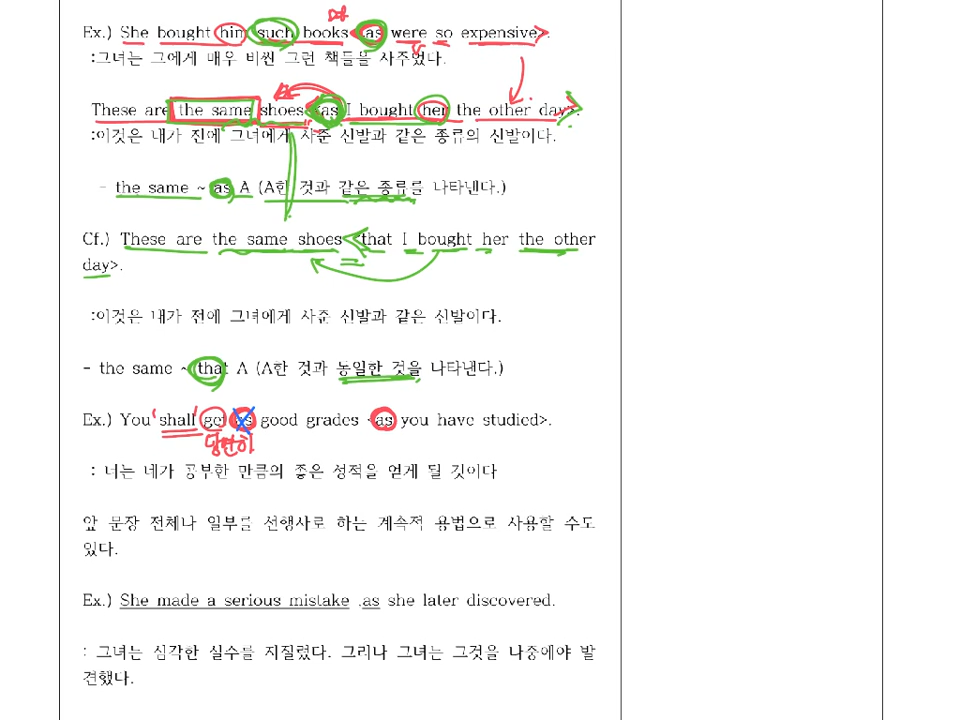 Ex.) She bought him such books <as were so expensive>.
:그녀는 그에게 매우 비싼 그런 책들을 사주었다.
These are the same shoes <as I bought her the other day>.
:이것은 내가 전에 그녀에게 사준 신발과 같은 종류의 신발이다.
- the same ~ as A (A한 것과 같은 종류를 나타낸다.)
Cf.) These are the same shoes <that I bought her the other
day>.
:이것은 내가 전에 그녀에게 사준 신발과 같은 신발이다.
- the same ~ that A (A한 것과 동일한 것을 나타낸다.)
Ex.) You 'shall' get as good grades <as you have studied>.
당연히
: 너는 네가 공부한 만큼의 좋은 성적을 얻게 될 것이다
앞 문장 전체나 일부를 선행사로 하는 계속적 용법으로 사용할 수도
있다.
Ex.) She made a serious mistake ,as she later discovered.
: 그녀는 심각한 실수를 저질렀다. 그리나 그녀는 그것을 나중에야 발
견했다.